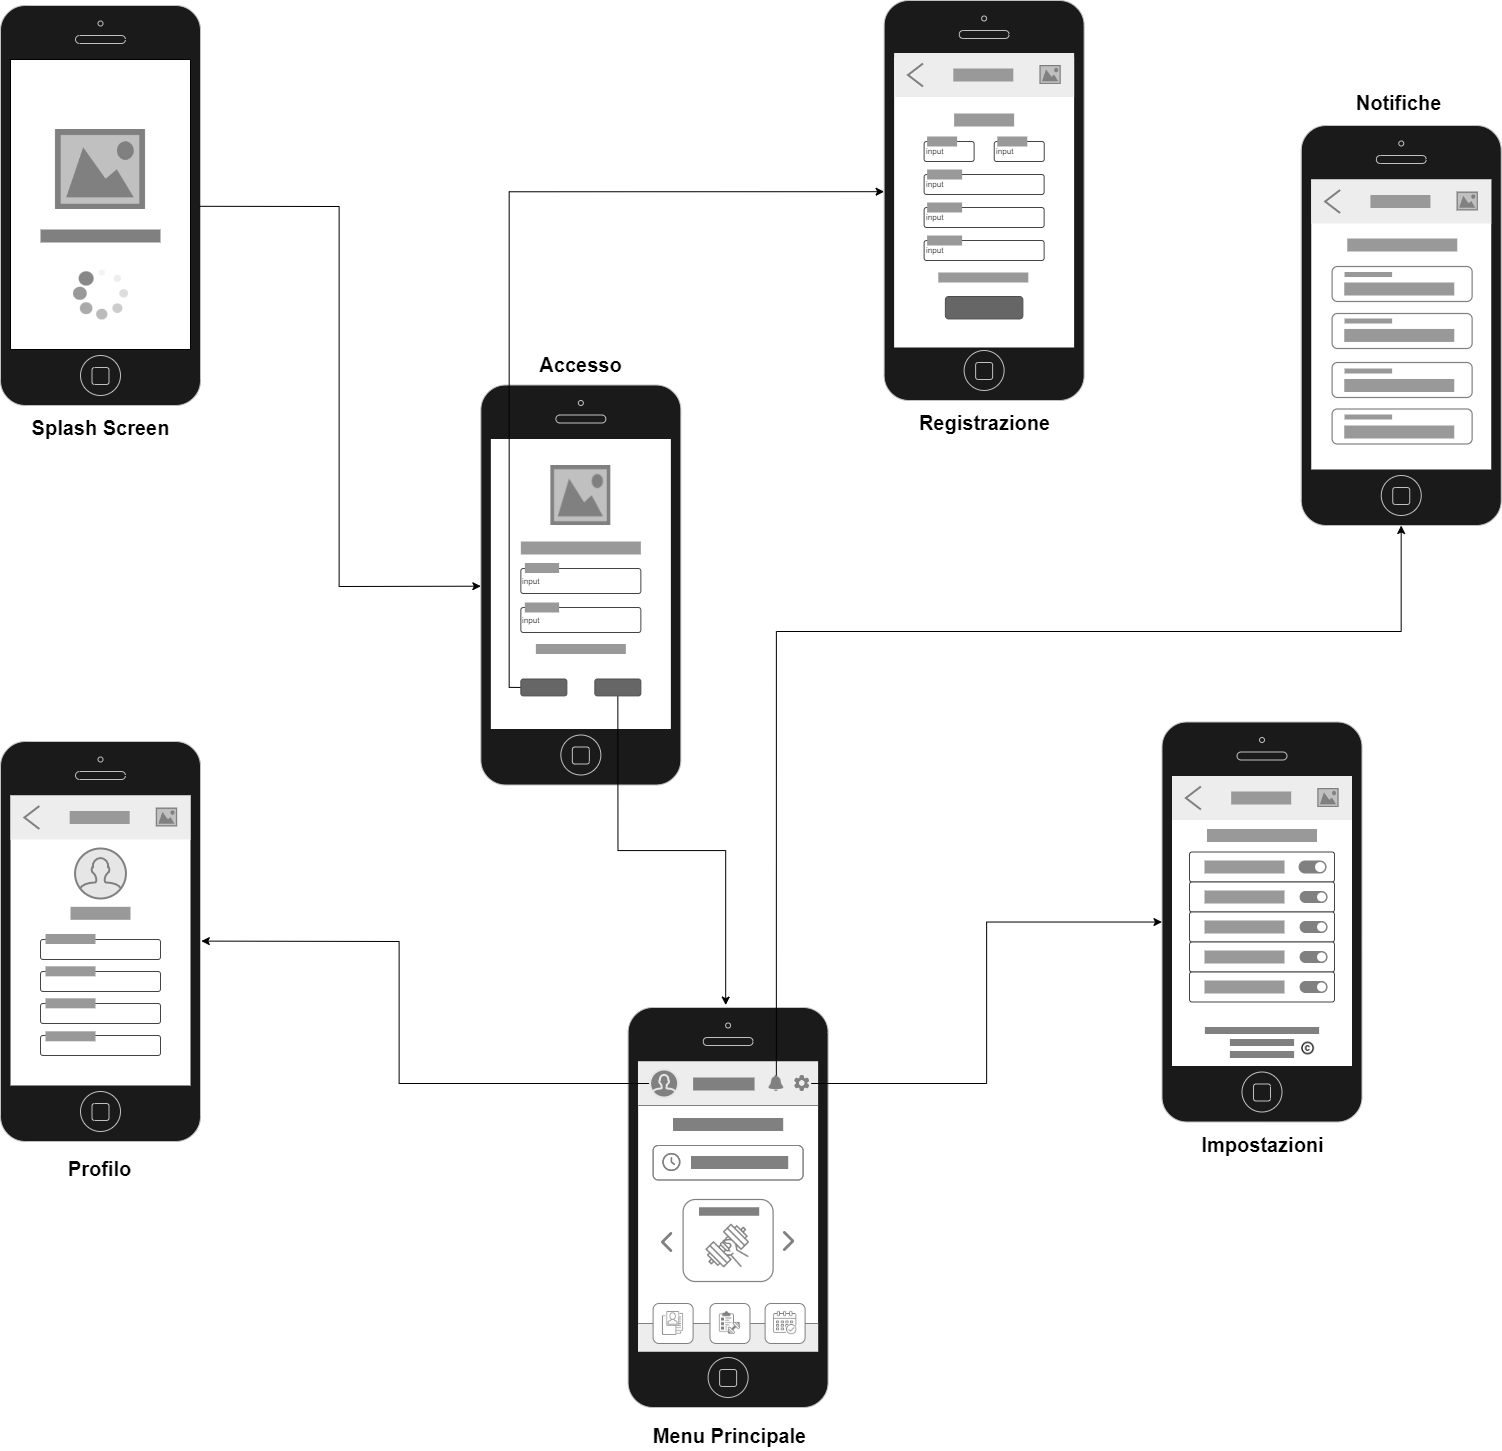 Splash Screen
Accesso
input
input
input
input
input
input
input
Registrazione
Notifiche
Profilo
Menu Principale
Impostazioni
©